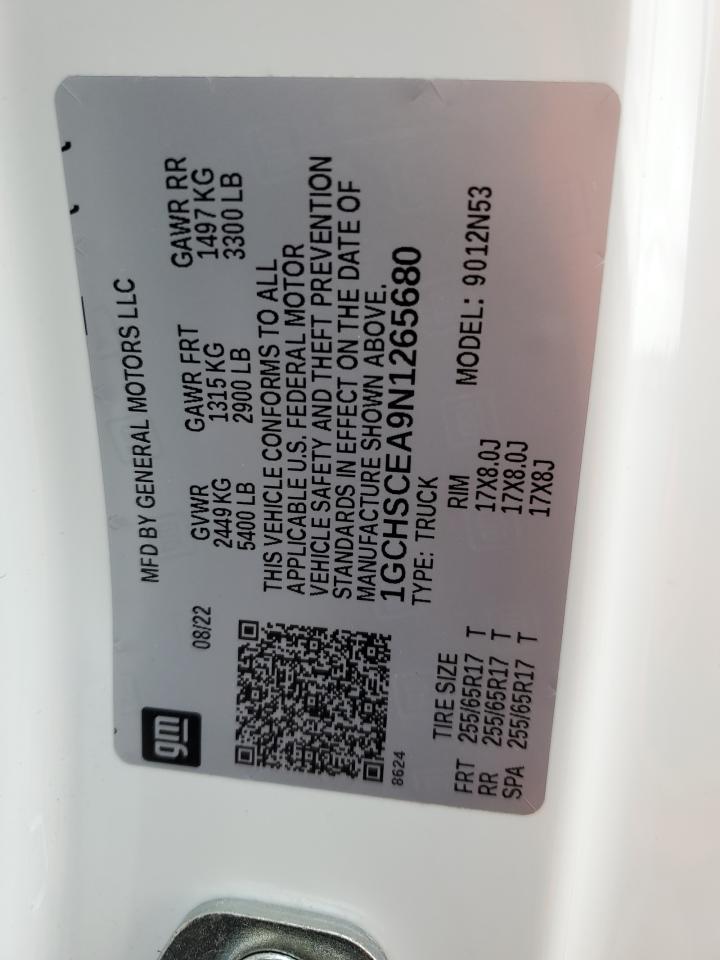 gm
MFD BY GENERAL MOTORS LLC
08/22
GVWR GAWR FRT GAWR RR
2449 KG 1315 KG 1497 KG
5400 LB 2900 LB 3300 LB
THIS VEHICLE CONFORMS TO ALL
APPLICABLE U.S. FEDERAL MOTOR
VEHICLE SAFETY AND THEFT PREVENTION
STANDARDS IN EFFECT ON THE DATE OF
MANUFACTURE SHOWN ABOVE.
1GCHSCEA9N1265680
8624
TYPE: TRUCK
MODEL: 9012N53
TIRE SIZE RIM
FRT 255/65R17 T 17X8.0J
RR 255/65R17 T 17X8.0J
SPA 255/65R17 T 17X8J